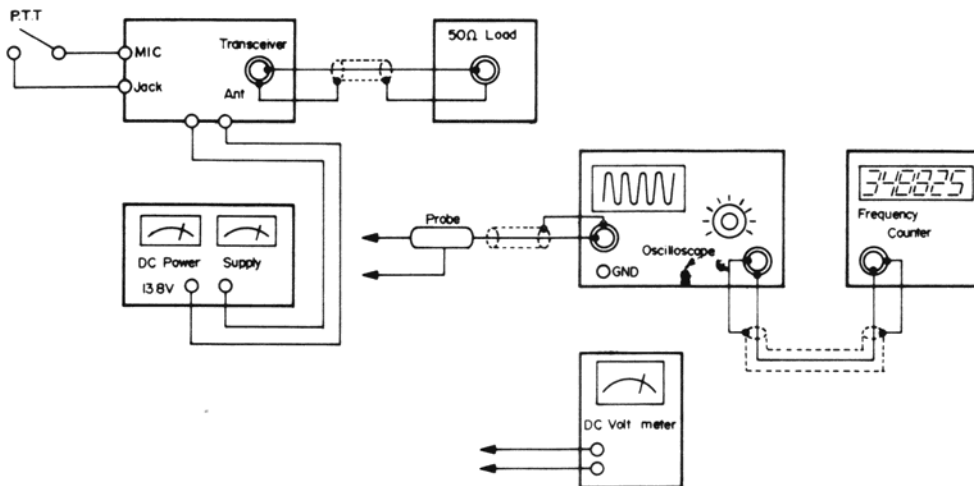 P.T.T
MIC
Jack
Transceiver
Ant
50Ω Load
DC Power Supply
13.8V
Probe
Oscilloscope
GND
348825
Frequency
Counter
DC Volt meter